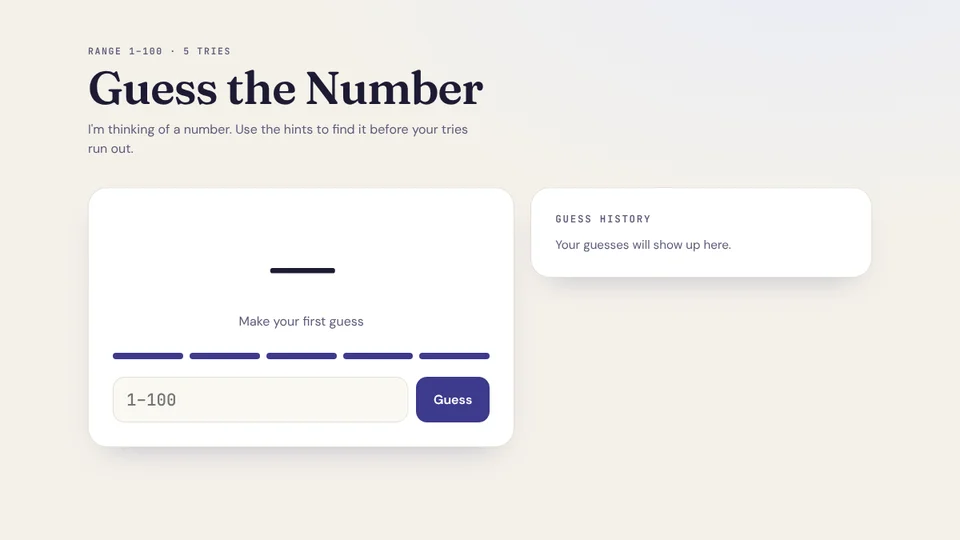 RANGE 1–100 · 5 TRIES
Guess the Number
I'm thinking of a number. Use the hints to find it before your tries
run out.
—
Make your first guess
1–100
Guess
GUESS HISTORY
Your guesses will show up here.